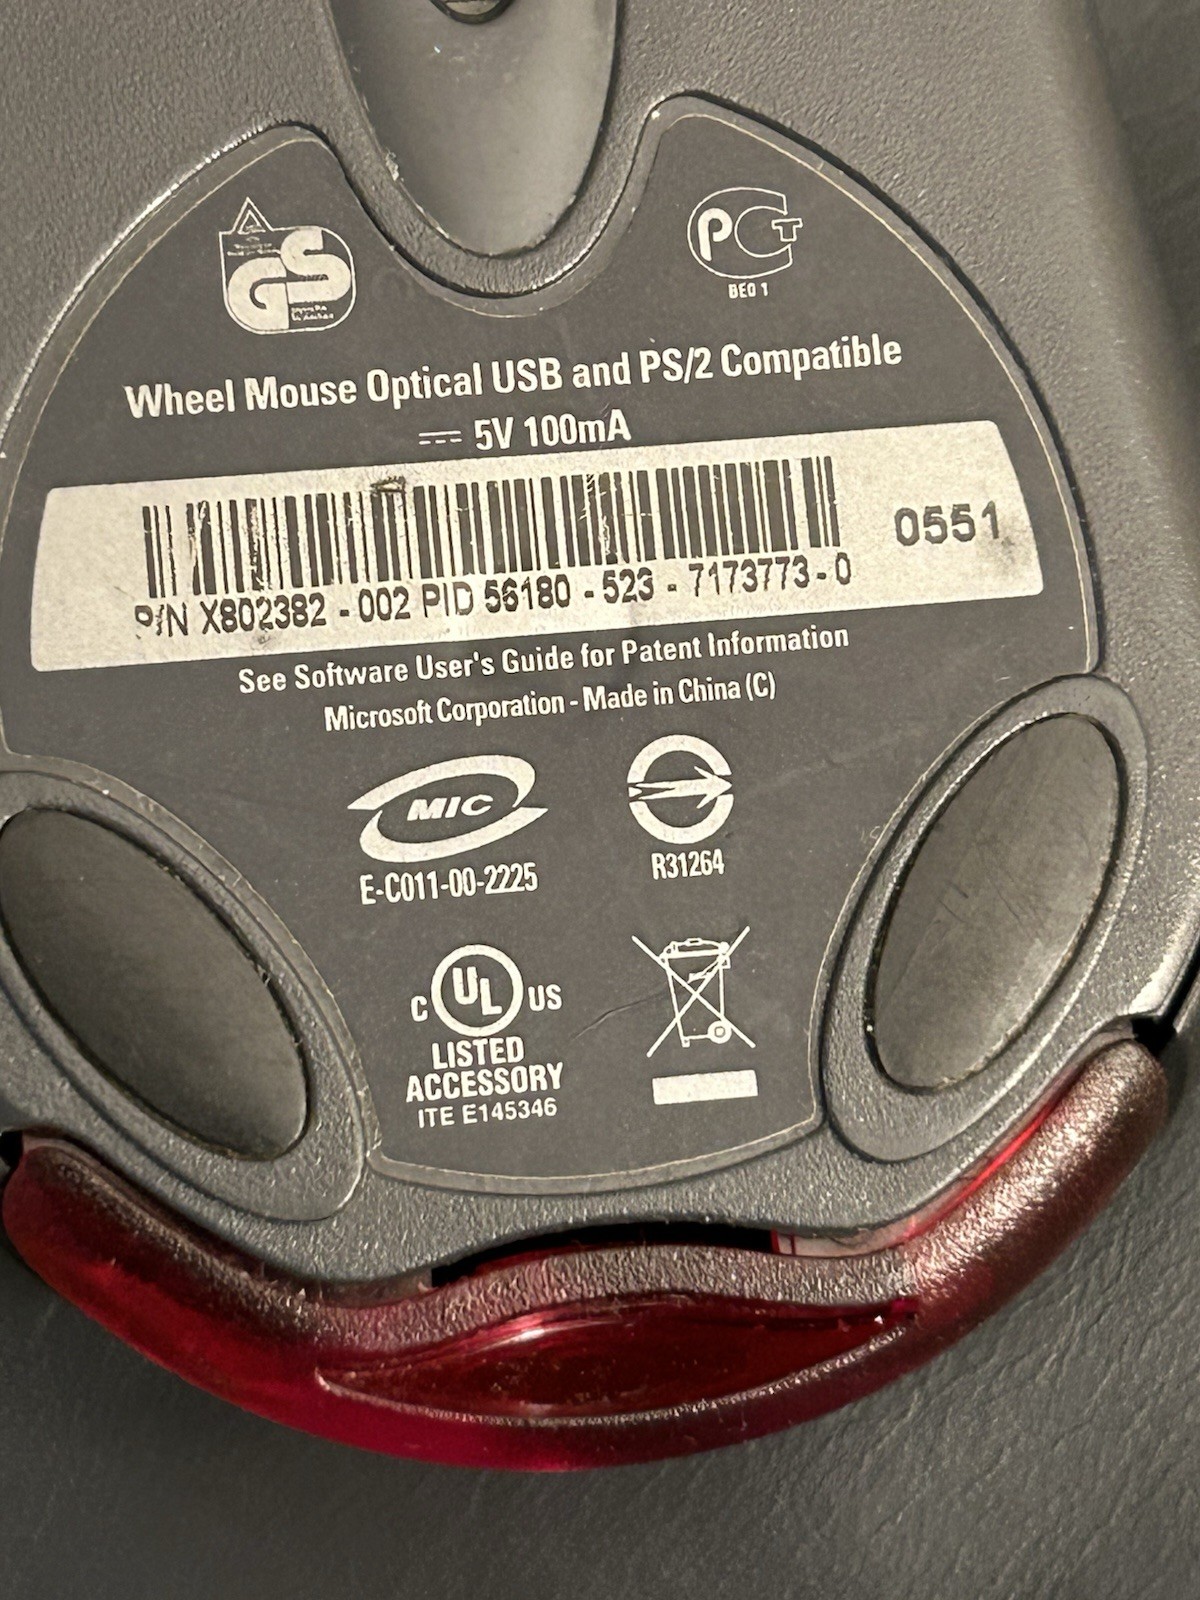 GS
PCT
BE01
Wheel Mouse Optical USB and PS/2 Compatible
5V 100mA
0551
P/N X802382 - 002 PID 56180 - 523 - 7173773 - 0
See Software User's Guide for Patent Information
Microsoft Corporation - Made in China (C)
MIC
E-C011-00-2225
R31264
C UL US
LISTED
ACCESSORY
ITE E145346